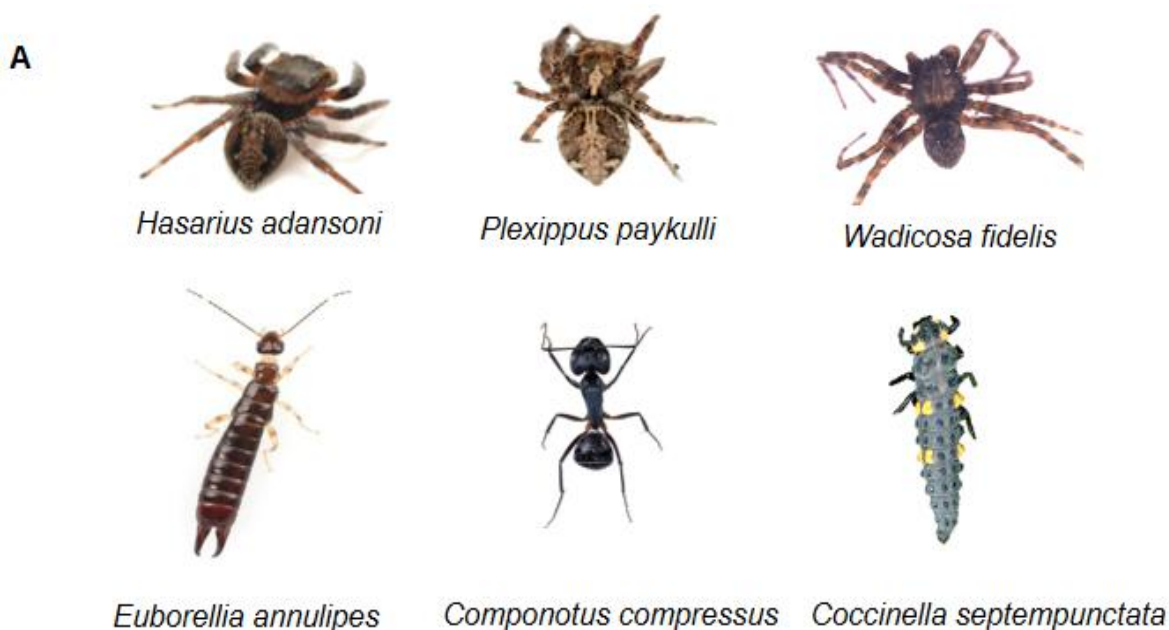 A
Hasarius adansoni
Plexippus paykulli
Wadicosa fidelis
Euborellia annulipes
Componotus compressus
Coccinella septempunctata